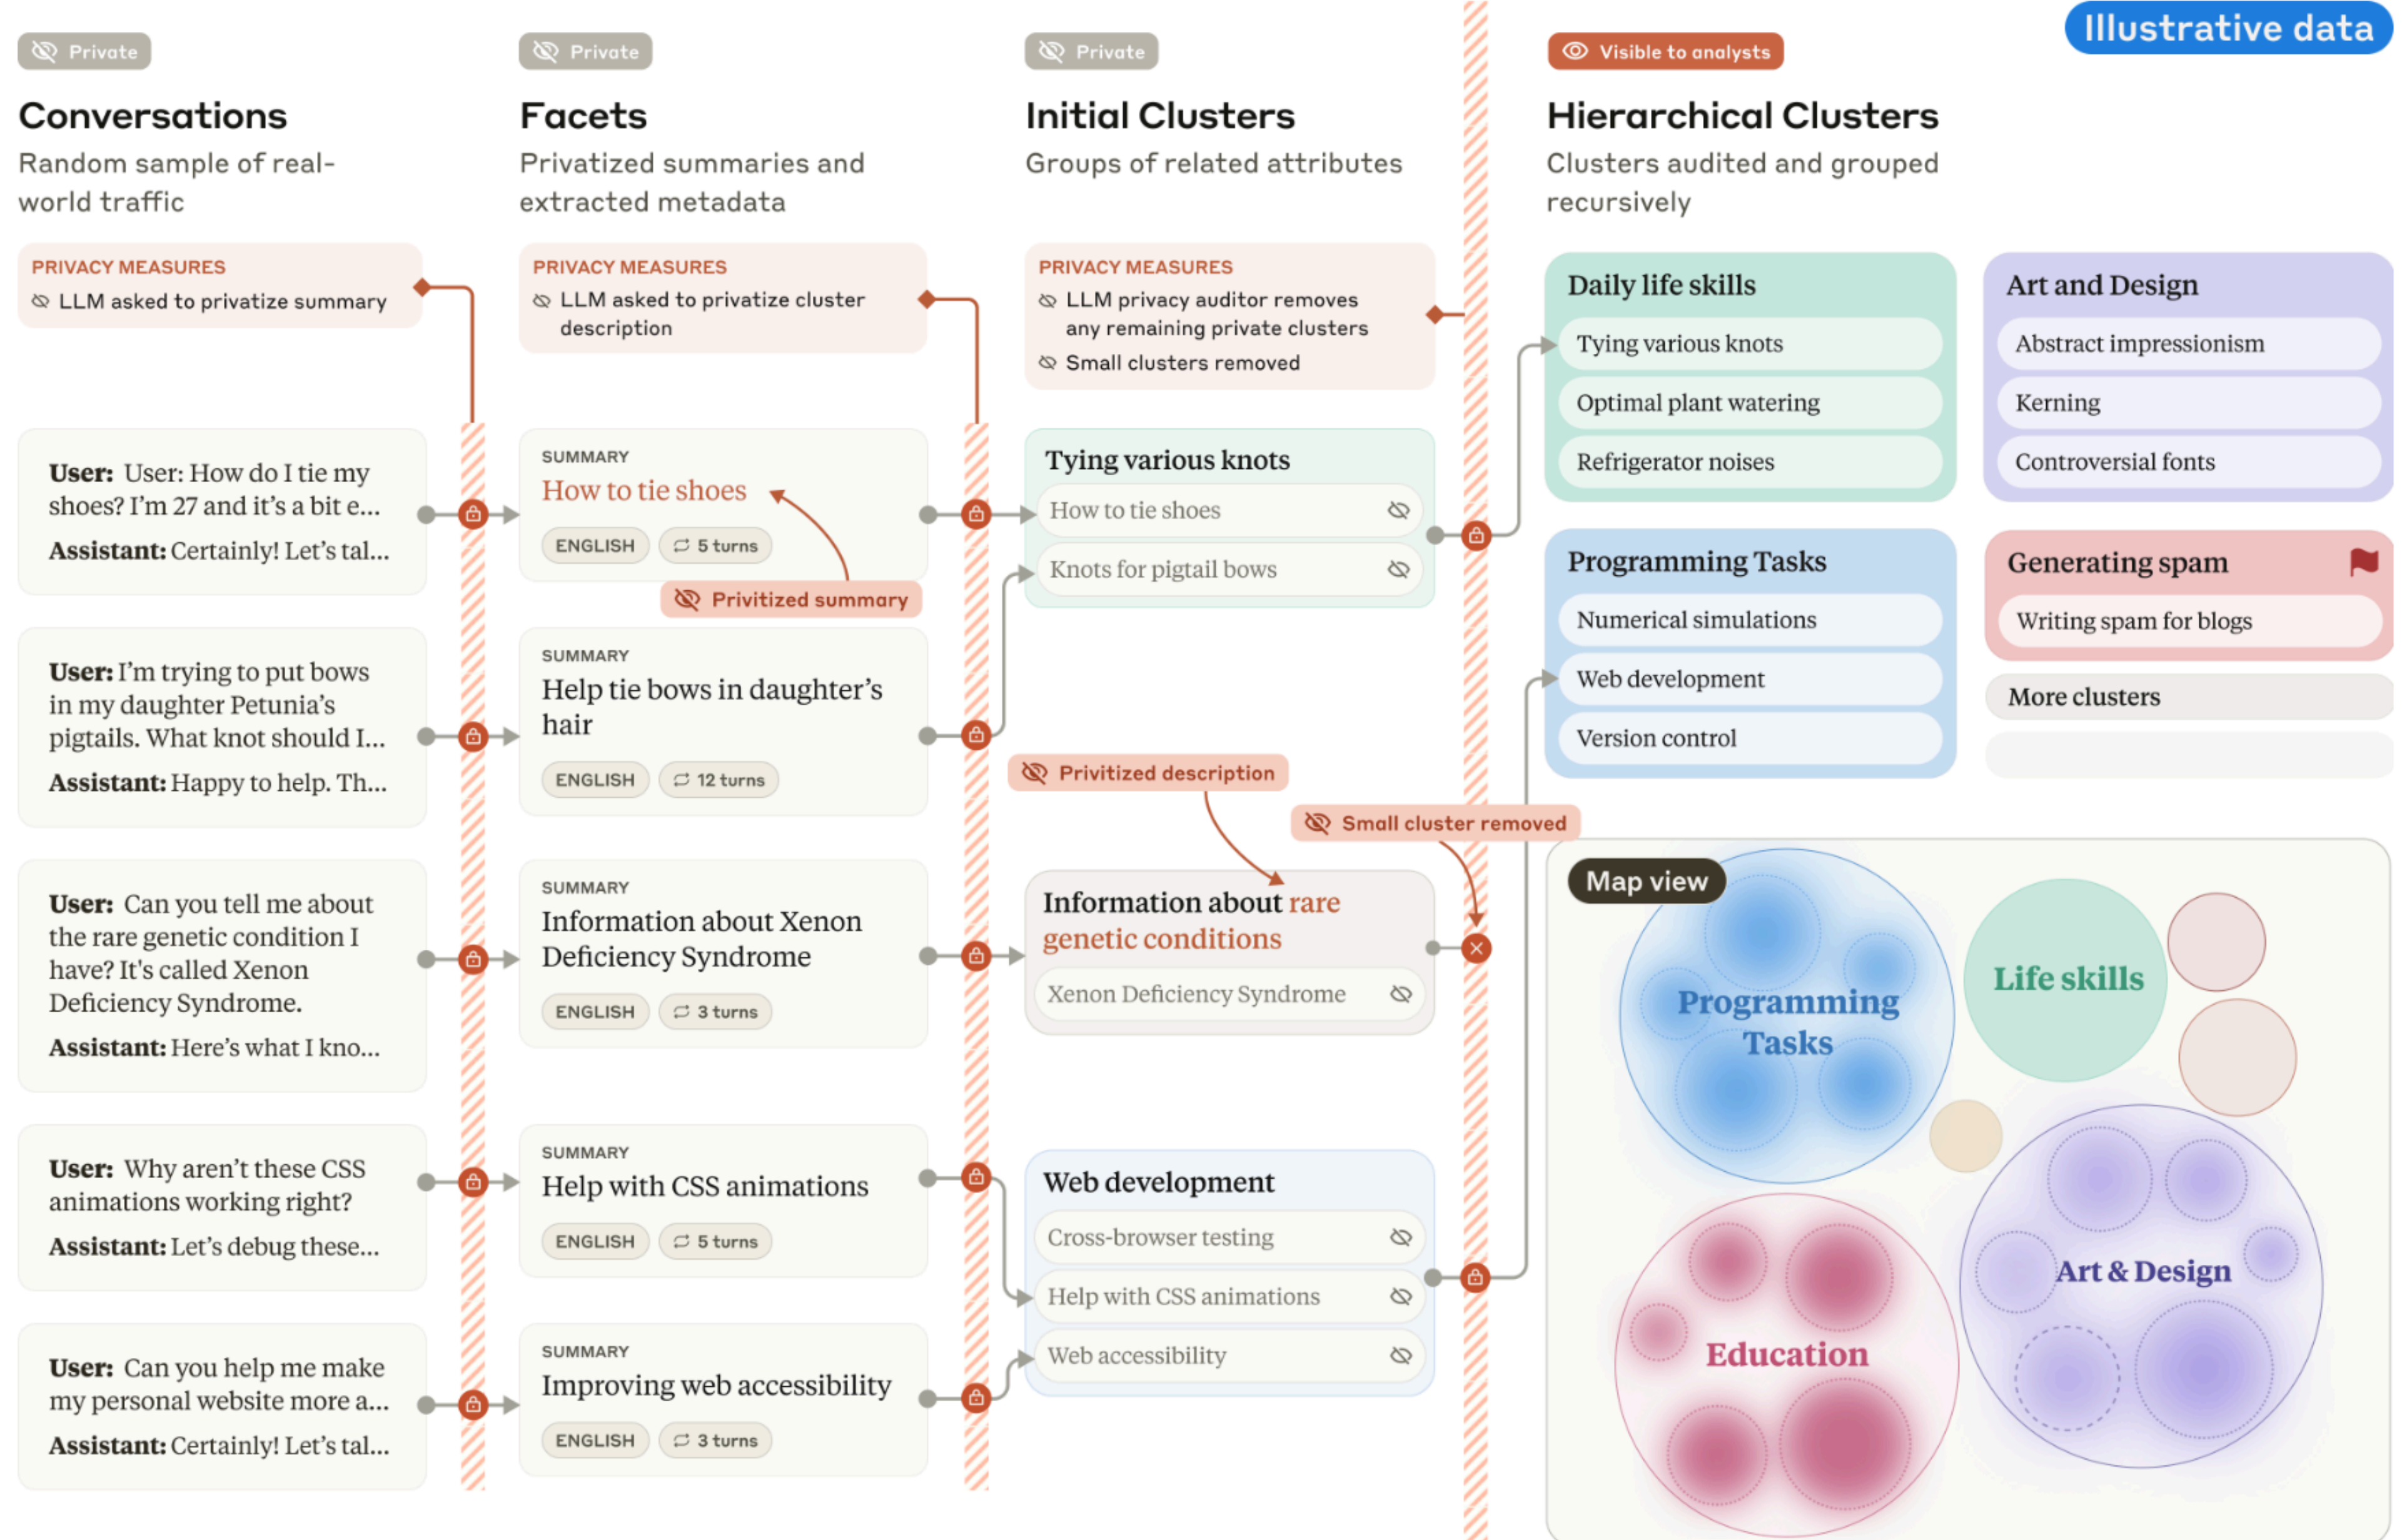 Illustrative data
Private
Conversations
Random sample of real-
world traffic
PRIVACY MEASURES
LLM asked to privatize summary
User: User: How do I tie my
shoes? I'm 27 and it's a bit e...
Assistant: Certainly! Let's tal...
User: I'm trying to put bows
in my daughter Petunia's
pigtails. What knot should I...
Assistant: Happy to help. Th...
User: Can you tell me about
the rare genetic condition I
have? It's called Xenon
Deficiency Syndrome.
Assistant: Here's what I kno...
User: Why aren't these CSS
animations working right?
Assistant: Let's debug these...
User: Can you help me make
my personal website more a...
Assistant: Certainly! Let's tal...
Private
Facets
Privatized summaries and
extracted metadata
PRIVACY MEASURES
LLM asked to privatize cluster
description
SUMMARY
How to tie shoes
ENGLISH 5 turns
Privitized summary
SUMMARY
Help tie bows in daughter's
hair
ENGLISH 12 turns
SUMMARY
Information about Xenon
Deficiency Syndrome
ENGLISH 3 turns
SUMMARY
Help with CSS animations
ENGLISH 5 turns
SUMMARY
Improving web accessibility
ENGLISH 3 turns
Private
Initial Clusters
Groups of related attributes
PRIVACY MEASURES
LLM privacy auditor removes
any remaining private clusters
Small clusters removed
Tying various knots
How to tie shoes
Knots for pigtail bows
Privitized description
Small cluster removed
Information about rare
genetic conditions
Xenon Deficiency Syndrome
Web development
Cross-browser testing
Help with CSS animations
Web accessibility
Visible to analysts
Hierarchical Clusters
Clusters audited and grouped
recursively
Daily life skills
Tying various knots
Optimal plant watering
Refrigerator noises
Art and Design
Abstract impressionism
Kerning
Controversial fonts
Programming Tasks
Numerical simulations
Web development
Version control
Generating spam
Writing spam for blogs
More clusters
Map view
Programming
Tasks
Life skills
Education
Art & Design